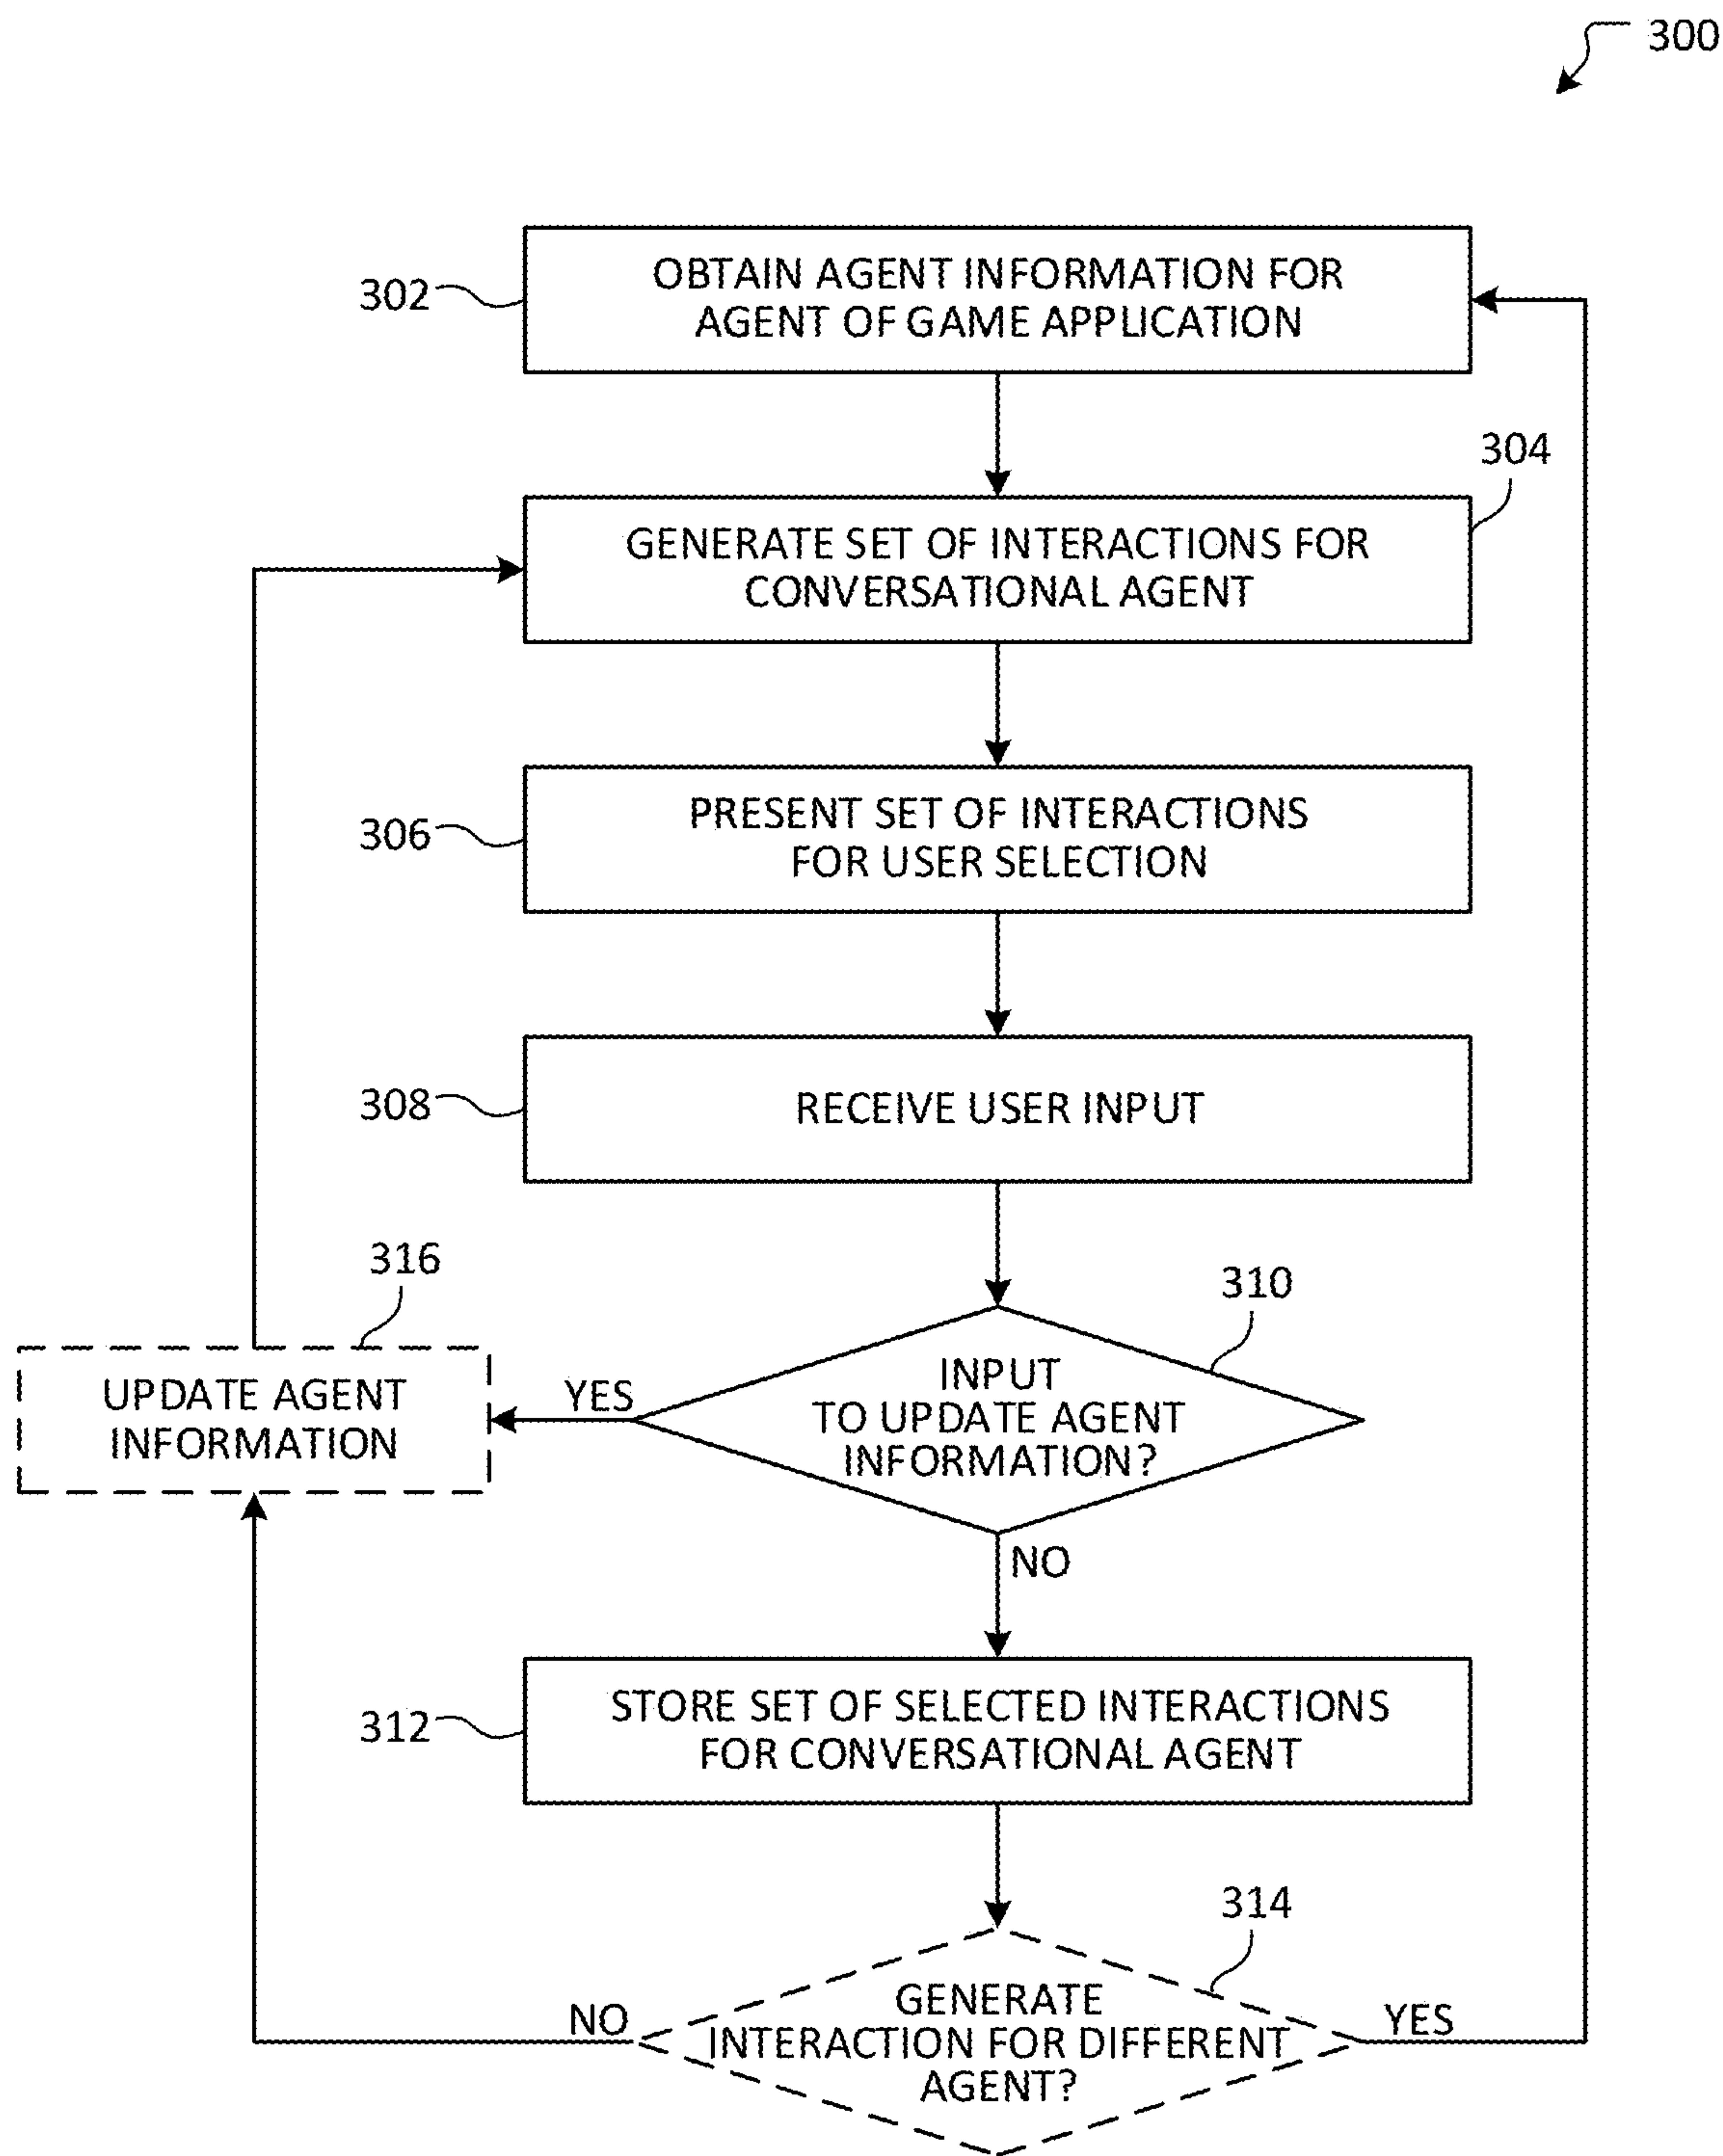 300
302
OBTAIN AGENT INFORMATION FOR
AGENT OF GAME APPLICATION
304
GENERATE SET OF INTERACTIONS FOR
CONVERSATIONAL AGENT
306
PRESENT SET OF INTERACTIONS
FOR USER SELECTION
308
RECEIVE USER INPUT
316
UPDATE AGENT
INFORMATION
YES
310
INPUT
TO UPDATE AGENT
INFORMATION?
NO
312
STORE SET OF SELECTED INTERACTIONS
FOR CONVERSATIONAL AGENT
314
NO
GENERATE
INTERACTION FOR DIFFERENT
AGENT?
YES